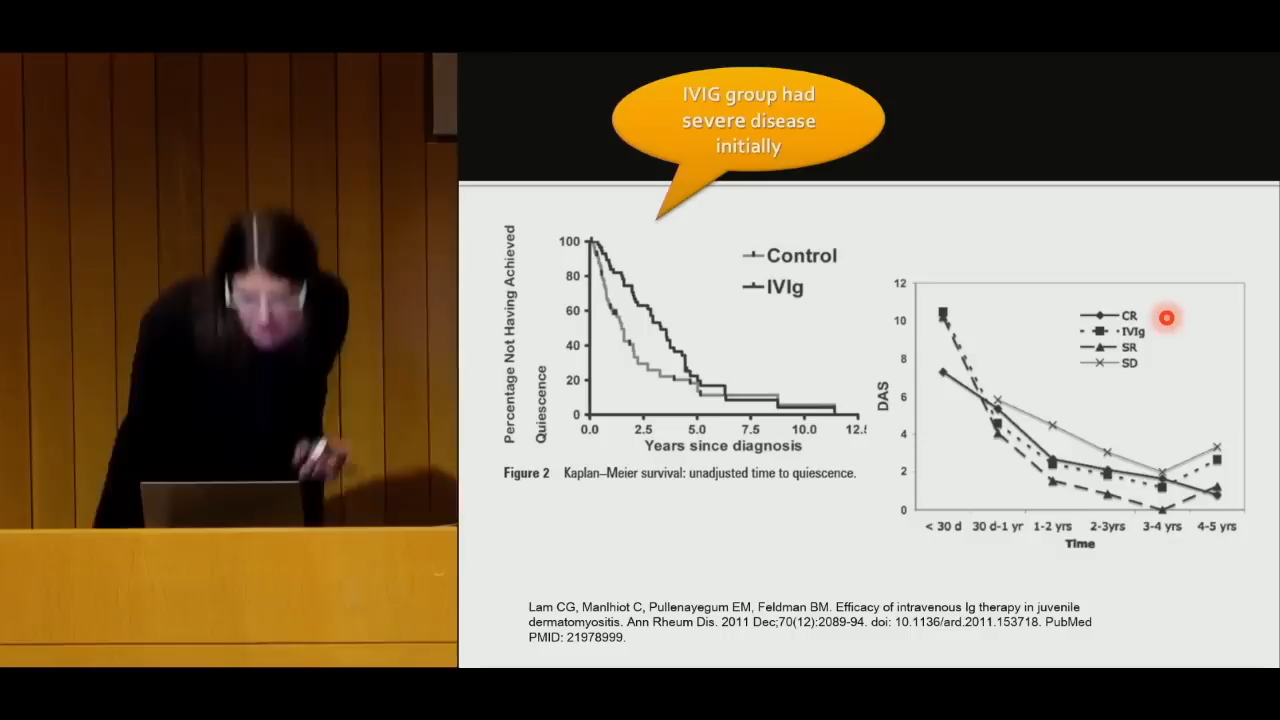 IVIG group had
severe disease
initially
Percentage Not Having Achieved
Quiescence
100
80
60
40
20
0
0.0 2.5 5.0 7.5 10.0 12.
Years since diagnosis
Control
IVIg
Figure 2 Kaplan–Meier survival: unadjusted time to quiescence.
DAS
12
10
8
6
4
2
0
CR
IVIg
SR
SD
< 30 d 30 d-1 yr 1-2 yrs 2-3yrs 3-4 yrs 4-5 yrs
Time
Lam CG, Manlhiot C, Pullenayegum EM, Feldman BM. Efficacy of intravenous Ig therapy in juvenile
dermatomyositis. Ann Rheum Dis. 2011 Dec;70(12):2089-94. doi: 10.1136/ard.2011.153718. PubMed
PMID: 21978999.